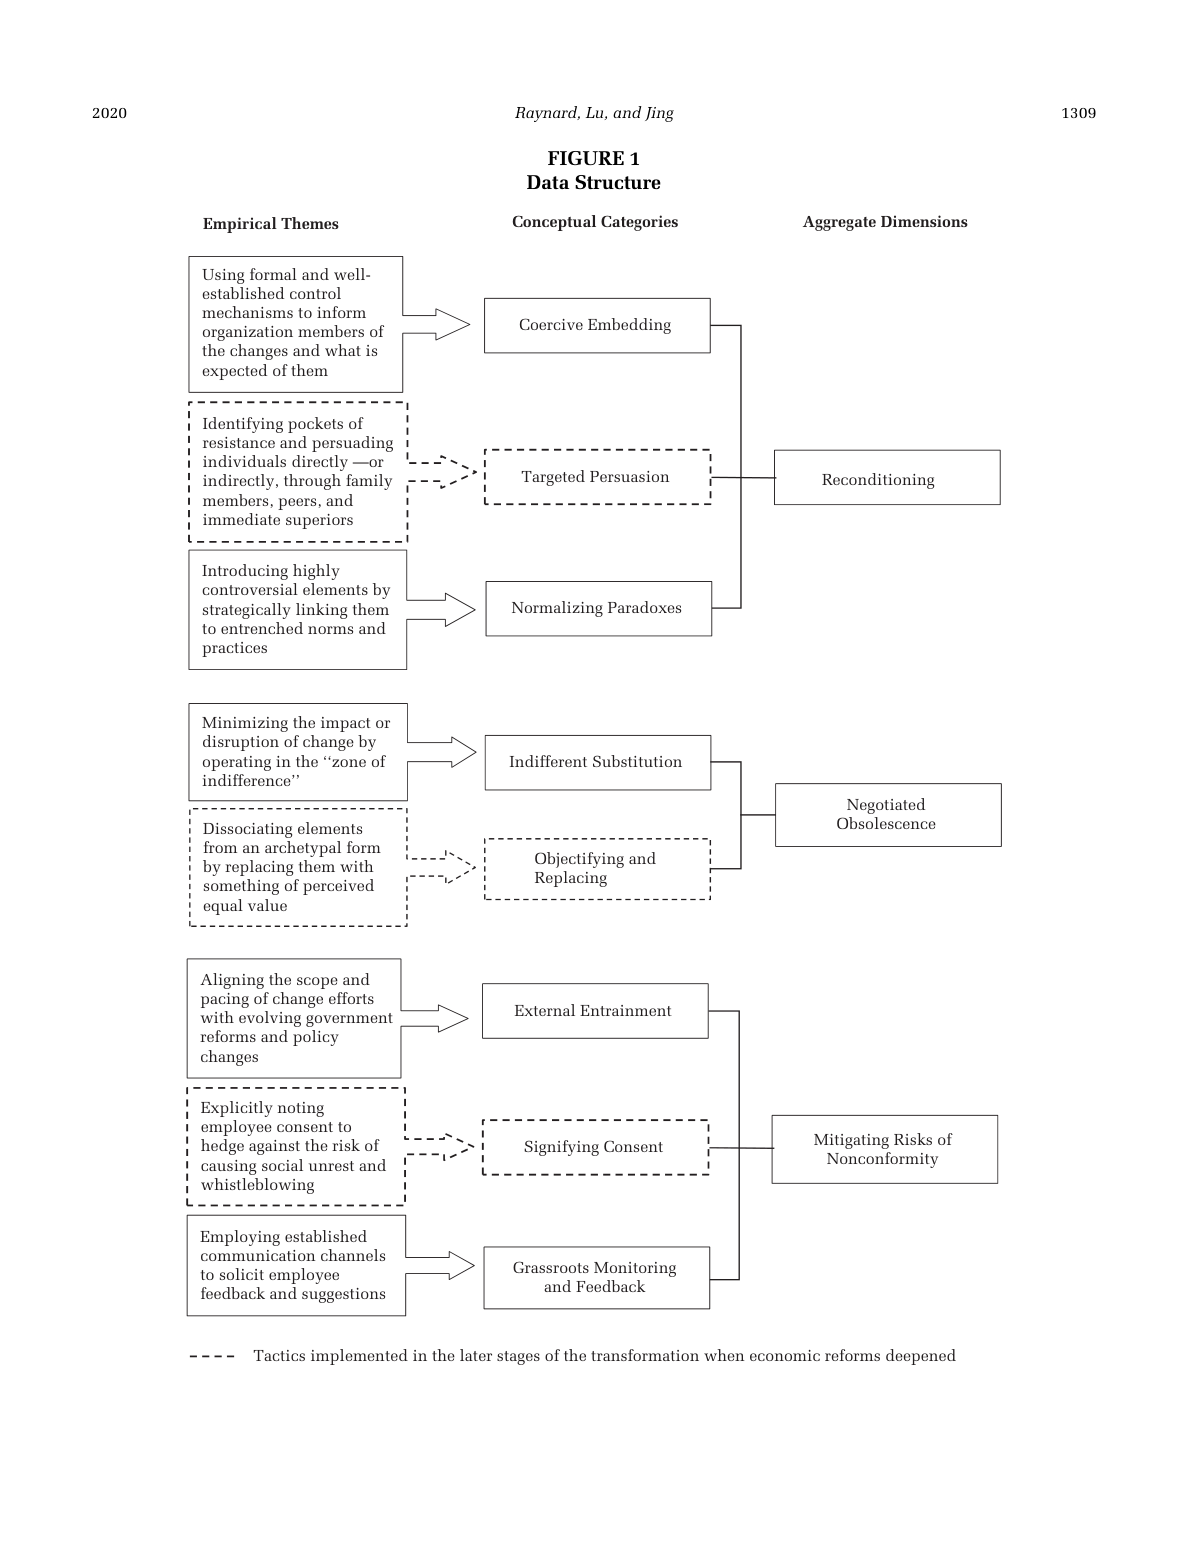 2020
Raynard, Lu, and Jing
1309
FIGURE 1
Data Structure
Empirical Themes
Conceptual Categories
Aggregate Dimensions
Using formal and well-
established control
mechanisms to inform
organization members of
the changes and what is
expected of them
Coercive Embedding
Identifying pockets of
resistance and persuading
individuals directly —or
indirectly, through family
members, peers, and
immediate superiors
Targeted Persuasion
Reconditioning
Introducing highly
controversial elements by
strategically linking them
to entrenched norms and
practices
Normalizing Paradoxes
Minimizing the impact or
disruption of change by
operating in the ‘‘zone of
indifference’’
Indifferent Substitution
Negotiated
Obsolescence
Dissociating elements
from an archetypal form
by replacing them with
something of perceived
equal value
Objectifying and
Replacing
Aligning the scope and
pacing of change efforts
with evolving government
reforms and policy
changes
External Entrainment
Explicitly noting
employee consent to
hedge against the risk of
causing social unrest and
whistleblowing
Signifying Consent
Mitigating Risks of
Nonconformity
Employing established
communication channels
to solicit employee
feedback and suggestions
Grassroots Monitoring
and Feedback
Tactics implemented in the later stages of the transformation when economic reforms deepened